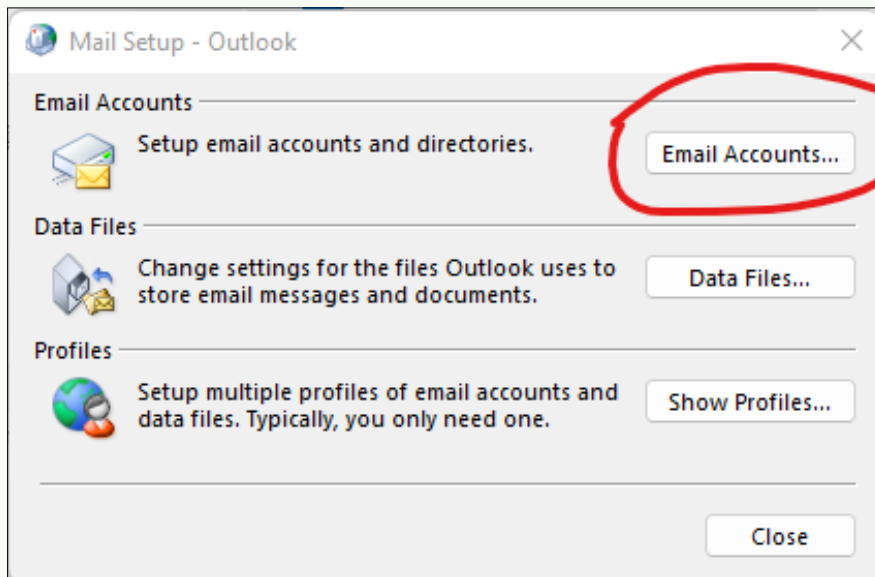 Mail Setup - Outlook
Email Accounts
Setup email accounts and directories.
Email Accounts...
Data Files
Change settings for the files Outlook uses to
store email messages and documents.
Data Files...
Profiles
Setup multiple profiles of email accounts and
data files. Typically, you only need one.
Show Profiles...
Close